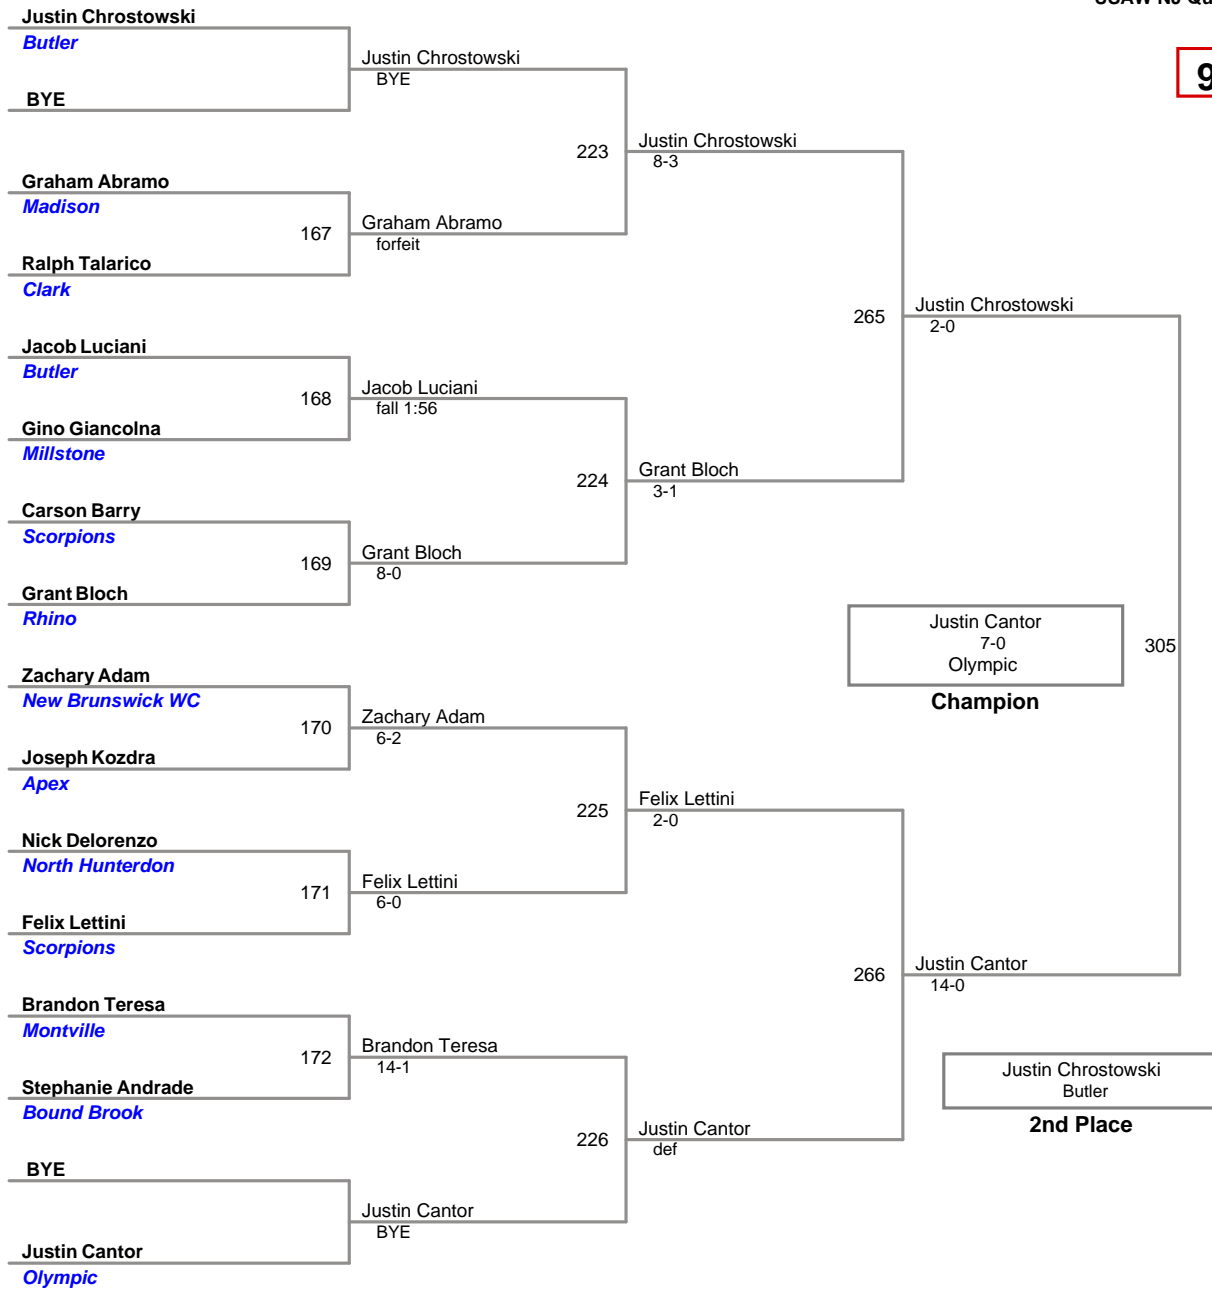 Justin Chrostowski
Butler
BYE
Graham Abramo
Madison
167
Ralph Talarico
Clark
Jacob Luciani
Butler
168
Gino Giancolna
Millstone
Carson Barry
Scorpions
169
Grant Bloch
Rhino
Zachary Adam
New Brunswick WC
170
Joseph Kozdra
Apex
Nick Delorenzo
North Hunterdon
171
Felix Lettini
Scorpions
Brandon Teresa
Montville
172
Stephanie Andrade
Bound Brook
BYE
Justin Cantor
Olympic
Justin Chrostowski
BYE
223
Graham Abramo
forfeit
Jacob Luciani
fall 1:56
224
Grant Bloch
8-0
Zachary Adam
6-2
225
Felix Lettini
6-0
Brandon Teresa
14-1
226
Justin Cantor
BYE
Justin Chrostowski
8-3
265
Grant Bloch
3-1
Felix Lettini
2-0
266
Justin Cantor
def
Justin Chrostowski
2-0
305
Justin Cantor
14-0
Justin Cantor
7-0
Olympic
Champion
Justin Chrostowski
Butler
2nd Place
9